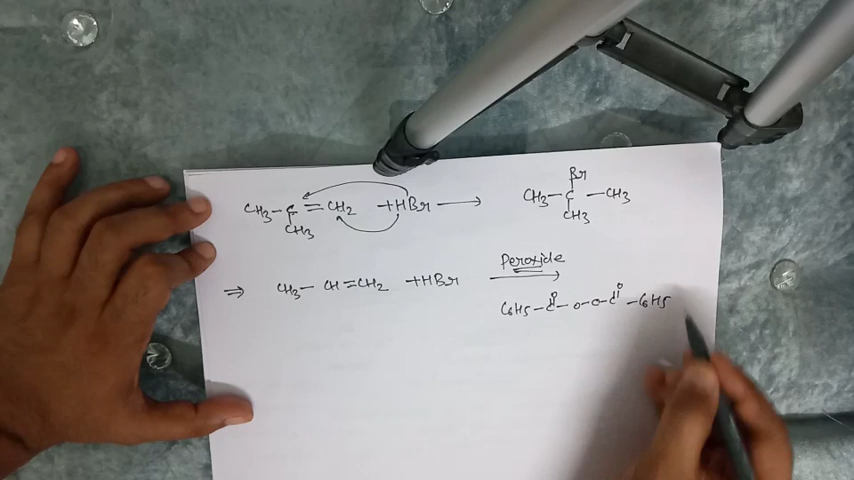 CH3 - C = CH2 + HBr ⟶ CH3 - C - CH3
CH3
Br
CH3
⇒ CH3 - CH = CH2 + HBr ⟶
Peroxide
C6H5 - C - O - O - C - C6H5
O
O